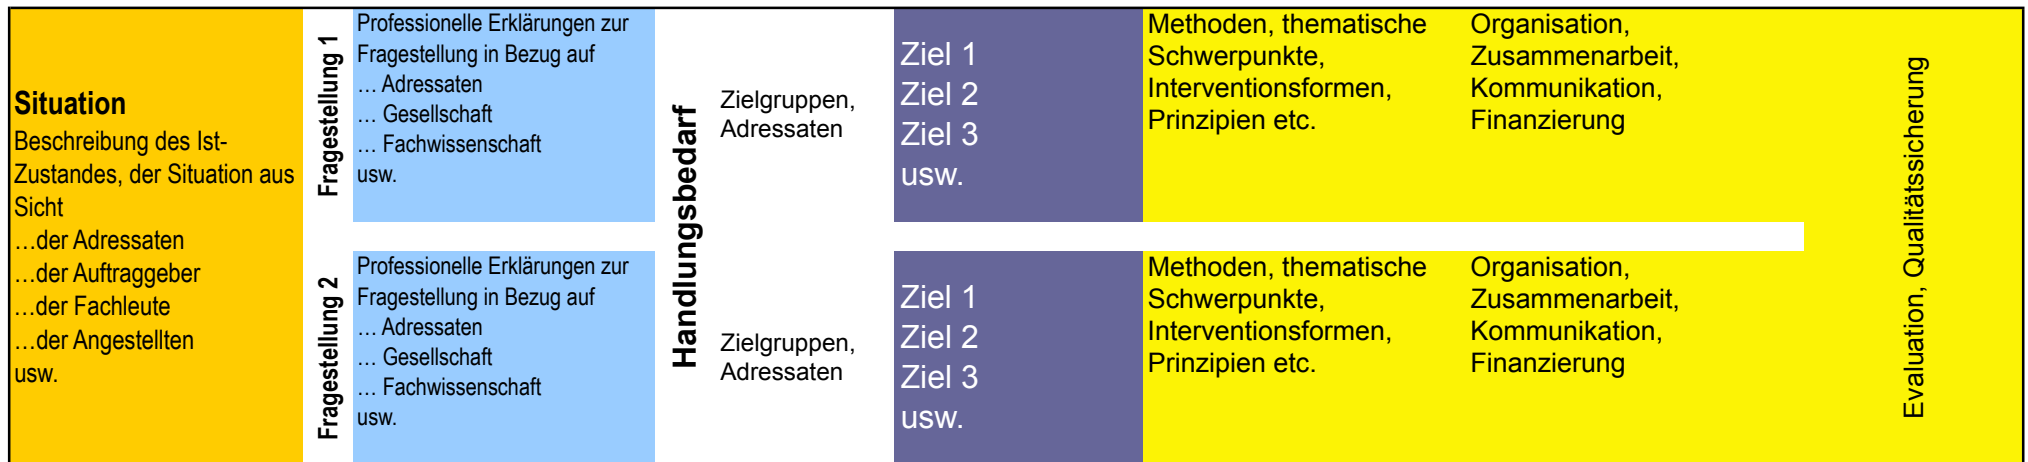 Situation
Beschreibung des Ist-
Zustandes, der Situation aus
Sicht
…der Adressaten
…der Auftraggeber
…der Fachleute
…der Angestellten
usw.
Fragestellung 1
Professionelle Erklärungen zur
Fragestellung in Bezug auf
… Adressaten
… Gesellschaft
… Fachwissenschaft
usw.
Fragestellung 2
Professionelle Erklärungen zur
Fragestellung in Bezug auf
… Adressaten
… Gesellschaft
… Fachwissenschaft
usw.
Handlungsbedarf
Zielgruppen,
Adressaten
Ziel 1
Ziel 2
Ziel 3
usw.
Methoden, thematische
Schwerpunkte,
Interventionsformen,
Prinzipien etc.
Organisation,
Zusammenarbeit,
Kommunikation,
Finanzierung
Zielgruppen,
Adressaten
Ziel 1
Ziel 2
Ziel 3
usw.
Methoden, thematische
Schwerpunkte,
Interventionsformen,
Prinzipien etc.
Organisation,
Zusammenarbeit,
Kommunikation,
Finanzierung
Evaluation, Qualitätssicherung